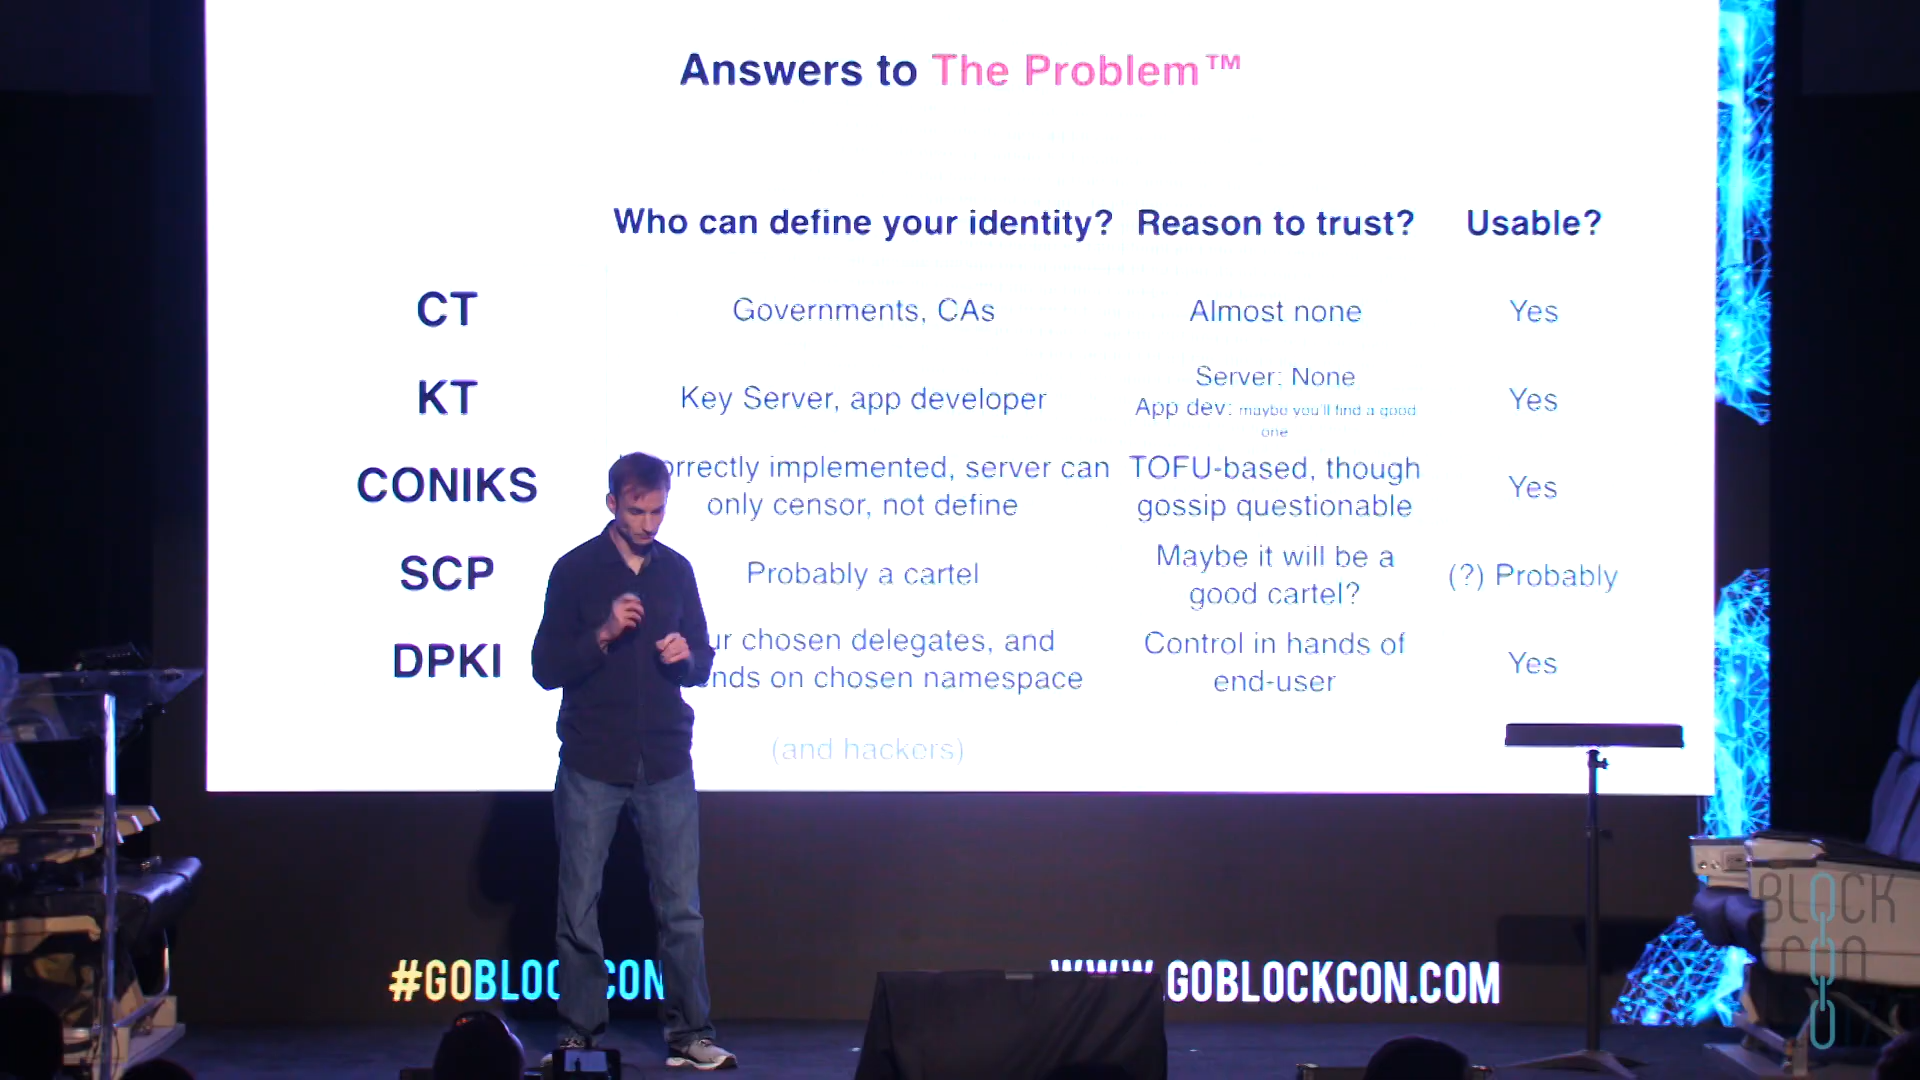 Answers to The Problem™
Who can define your identity? Reason to trust? Usable?
CT Governments, CAs Almost none Yes
KT Key Server, app developer Server: None
App dev: maybe you'll find a good
one
Yes
CONIKS correctly implemented, server can
only censor, not define
TOFU-based, though
gossip questionable
Yes
SCP Probably a cartel Maybe it will be a
good cartel?
(?) Probably
DPKI chosen delegates, and
on chosen namespace
Control in hands of
end-user
Yes
(and hackers)
#GOBLOCKCON
WWW.GOBLOCKCON.COM
BLOCK
CON